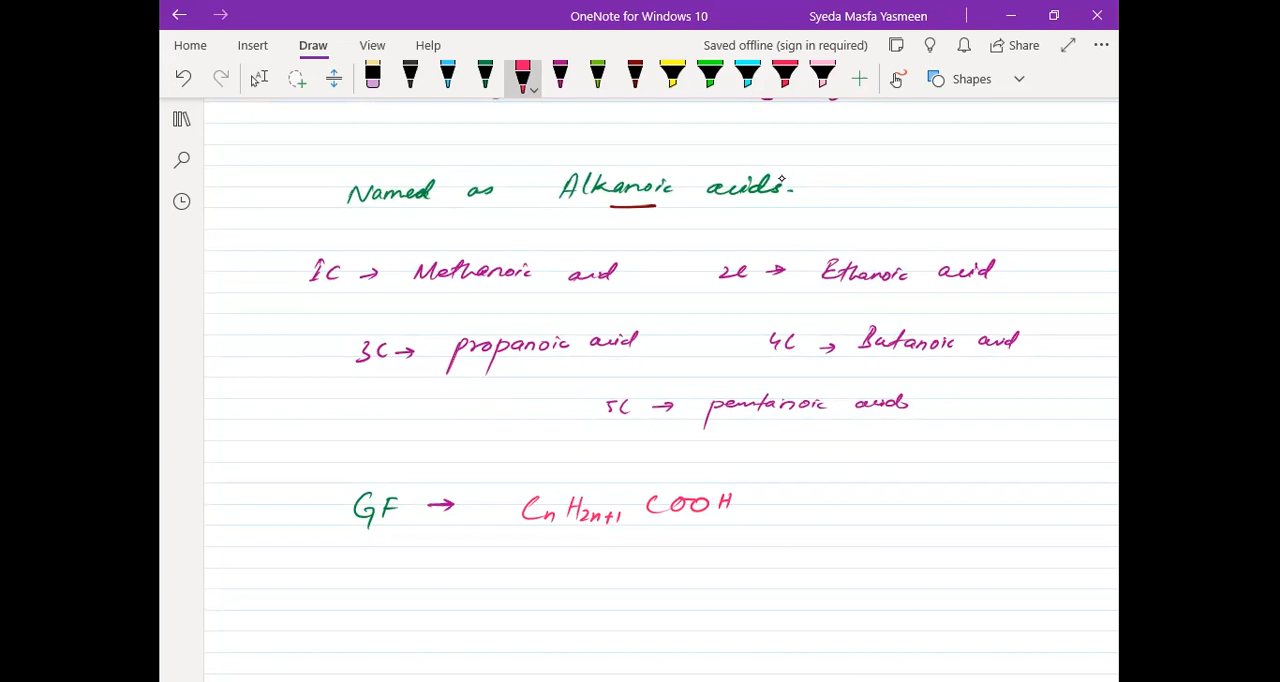 OneNote for Windows 10 Syeda Masfa Yasmeen
Home Insert Draw View Help Saved offline (sign in required) Share
Shapes
Named as Alkanoic acids.
1C → Methanoic acid 2C → Ethanoic acid
3C → propanoic acid 4C → Butanoic acid
5C → pentanoic acids
GF → CnH2n+1 COOH